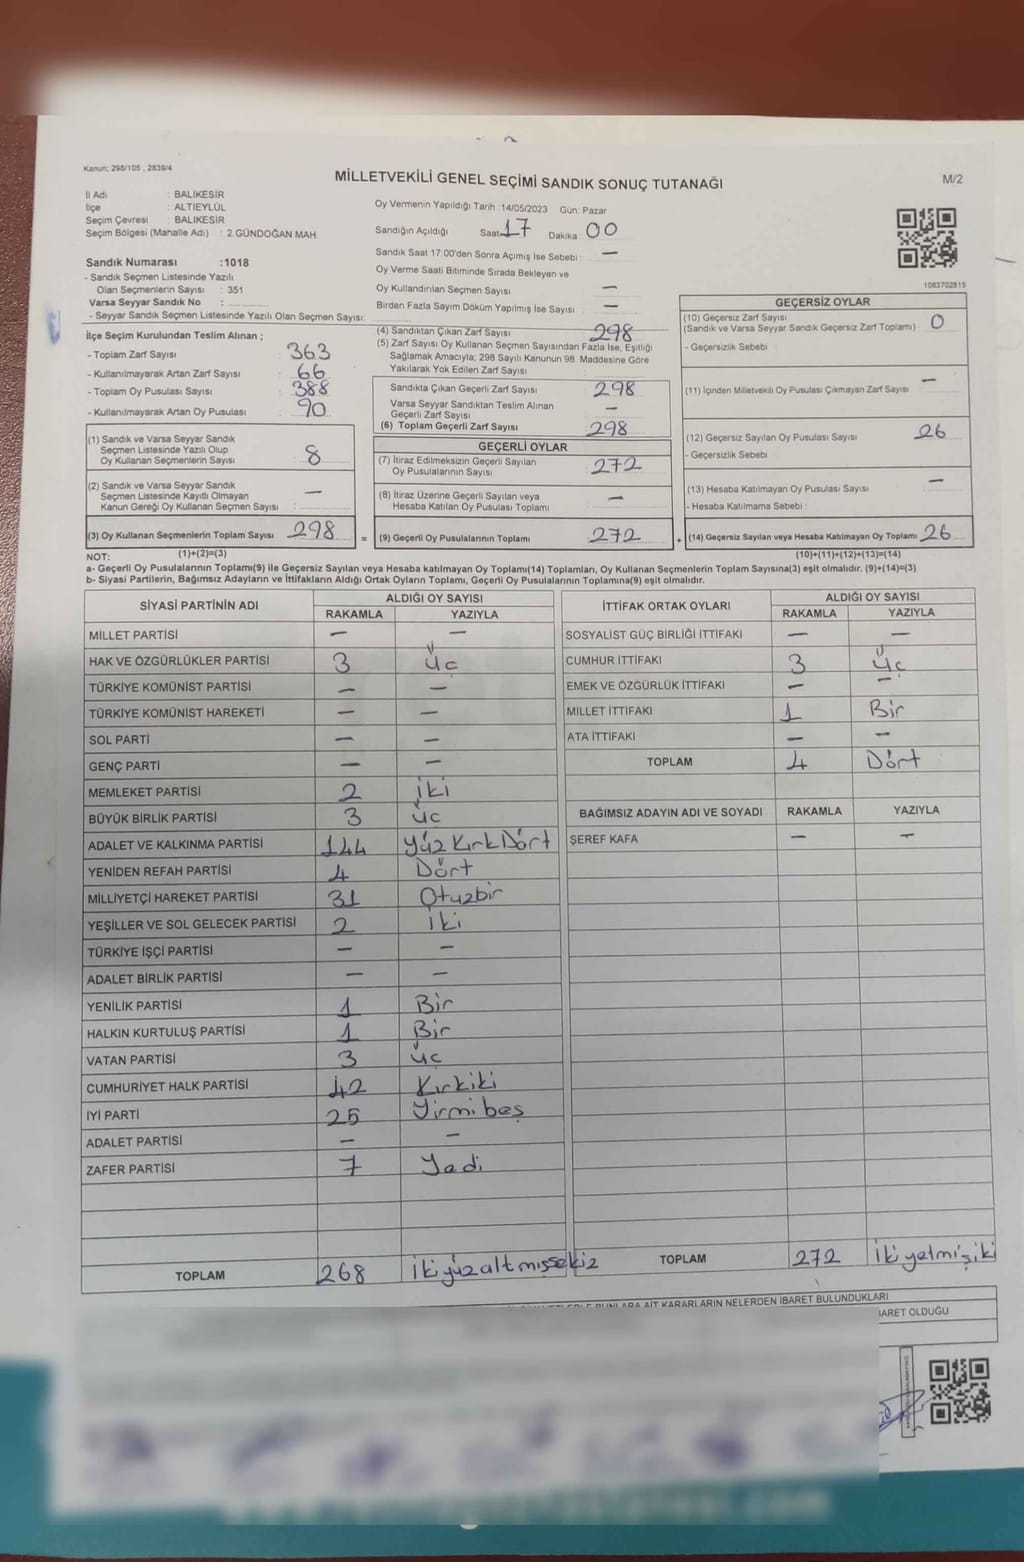 Kanun; 298/105 , 2839/4
MİLLETVEKİLİ GENEL SEÇİMİ SANDIK SONUÇ TUTANAĞI
M/2
İl Adı : BALIKESİR
İlçe : ALTIEYLÜL
Seçim Çevresi : BALIKESİR
Seçim Bölgesi (Mahalle Adı) : 2.GÜNDOĞAN MAH.
Sandık Numarası :1018
- Sandık Seçmen Listesinde Yazılı
Olan Seçmenlerin Sayısı : 351
Varsa Seyyar Sandık No :
- Seyyar Sandık Seçmen Listesinde Yazılı Olan Seçmen Sayısı:
Oy Vermenin Yapıldığı Tarih :14/05/2023 Gün: Pazar
Sandığın Açıldığı Saat: 17 Dakika : 00
Sandık Saat 17:00'den Sonra Açımış İse Sebebi : —
Oy Verme Saati Bitiminde Sırada Bekleyen ve
Oy Kullandırılan Seçmen Sayısı : —
Birden Fazla Sayım Döküm Yapılmış İse Sayısı : —
1083702815
İlçe Seçim Kurulundan Teslim Alınan ;
- Toplam Zarf Sayısı : 363
- Kullanılmayarak Artan Zarf Sayısı : 66
- Toplam Oy Pusulası Sayısı : 388
- Kullanılmayarak Artan Oy Pusulası : 90
(1) Sandık ve Varsa Seyyar Sandık
Seçmen Listesinde Yazılı Olup
Oy Kullanan Seçmenlerin Sayısı : 8
(2) Sandık ve Varsa Seyyar Sandık
Seçmen Listesinde Kayıtlı Olmayan
Kanun Gereği Oy Kullanan Seçmen Sayısı : —
(3) Oy Kullanan Seçmenlerin Toplam Sayısı : 298
(1)+(2)=(3)
(4) Sandıktan Çıkan Zarf Sayısı : 298
(5) Zarf Sayısı Oy Kullanan Seçmen Sayısından Fazla İse, Eşitliği
Sağlamak Amacıyla; 298 Sayılı Kanunun 98. Maddesine Göre
Yakılarak Yok Edilen Zarf Sayısı :
Sandıkta Çıkan Geçerli Zarf Sayısı : 298
Varsa Seyyar Sandıktan Teslim Alınan
Geçerli Zarf Sayısı : —
(6) Toplam Geçerli Zarf Sayısı : 298
GEÇERLİ OYLAR
(7) İtiraz Edilmeksizin Geçerli Sayılan
Oy Pusulalarının Sayısı : 272
(8) İtiraz Üzerine Geçerli Sayılan veya
Hesaba Katılan Oy Pusulası Toplamı : —
= (9) Geçerli Oy Pusulalarının Toplamı : 272
GEÇERSİZ OYLAR
(10) Geçersiz Zarf Sayısı
(Sandık ve Varsa Seyyar Sandık Geçersiz Zarf Toplamı) : 0
- Geçersizlik Sebebi :
(11) İçinden Milletvekili Oy Pusulası Çıkmayan Zarf Sayısı : —
(12) Geçersiz Sayılan Oy Pusulası Sayısı : 26
- Geçersizlik Sebebi :
(13) Hesaba Katılmayan Oy Pusulası Sayısı : —
- Hesaba Katılmama Sebebi :
+ (14) Geçersiz Sayılan veya Hesaba Katılmayan Oy Toplamı : 26
(10)+(11)+(12)+(13)=(14)
NOT:
a- Geçerli Oy Pusulalarının Toplamı(9) ile Geçersiz Sayılan veya Hesaba katılmayan Oy Toplamı(14) Toplamları, Oy Kullanan Seçmenlerin Toplam Sayısına(3) eşit olmalıdır. (9)+(14)=(3)
b- Siyasi Partilerin, Bağımsız Adayların ve İttifakların Aldığı Ortak Oyların Toplamı, Geçerli Oy Pusulalarının Toplamına(9) eşit olmalıdır.
SİYASİ PARTİNİN ADI ALDIĞI OY SAYISI
RAKAMLA YAZIYLA
MİLLET PARTİSİ — —
HAK VE ÖZGÜRLÜKLER PARTİSİ 3 Üç
TÜRKİYE KOMÜNİST PARTİSİ — —
TÜRKİYE KOMÜNİST HAREKETİ — —
SOL PARTİ — —
GENÇ PARTİ — —
MEMLEKET PARTİSİ 2 İki
BÜYÜK BİRLİK PARTİSİ 3 Üç
ADALET VE KALKINMA PARTİSİ 144 Yüz Kırk Dört
YENİDEN REFAH PARTİSİ 4 Dört
MİLLİYETÇİ HAREKET PARTİSİ 31 Otuzbir
YEŞİLLER VE SOL GELECEK PARTİSİ 2 İki
TÜRKİYE İŞÇİ PARTİSİ — —
ADALET BİRLİK PARTİSİ — —
YENİLİK PARTİSİ 1 Bir
HALKIN KURTULUŞ PARTİSİ 1 Bir
VATAN PARTİSİ 3 Üç
CUMHURİYET HALK PARTİSİ 42 Kırkiki
İYİ PARTİ 25 Yirmibeş
ADALET PARTİSİ — —
ZAFER PARTİSİ 7 Yedi
TOPLAM 268 İkiyüzaltmışsekiz
İTTİFAK ORTAK OYLARI ALDIĞI OY SAYISI
RAKAMLA YAZIYLA
SOSYALİST GÜÇ BİRLİĞİ İTTİFAKI — —
CUMHUR İTTİFAKI 3 Üç
EMEK VE ÖZGÜRLÜK İTTİFAKI — —
MİLLET İTTİFAKI 1 Bir
ATA İTTİFAKI — —
TOPLAM 4 Dört
BAĞIMSIZ ADAYIN ADI VE SOYADI RAKAMLA YAZIYLA
ŞEREF KAFA — —
TOPLAM 272 İkiyetmişiki
AİT KARARLARIN NELERDEN İBARET BULUNDUKLARI
OLDUĞU